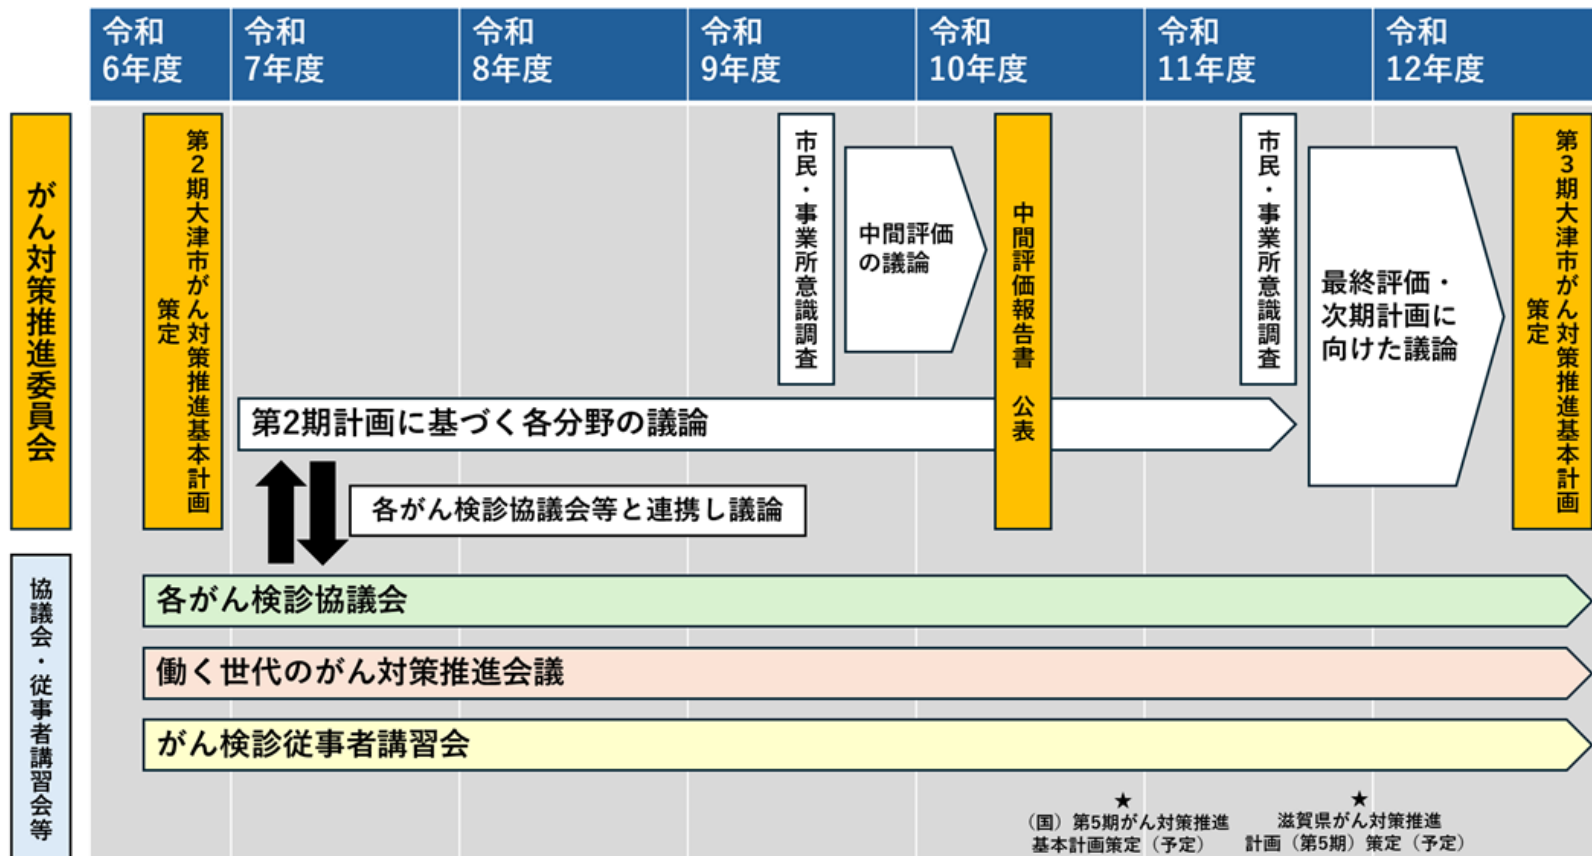 令和
6年度
令和
7年度
令和
8年度
令和
9年度
令和
10年度
令和
11年度
令和
12年度
がん対策推進委員会
第2期大津市がん対策推進基本計画
策定
市民・事業所意識調査
中間評価
の議論
中間評価報告書　公表
市民・事業所意識調査
最終評価・
次期計画に
向けた議論
第3期大津市がん対策推進基本計画
策定
第2期計画に基づく各分野の議論
各がん検診協議会等と連携し議論
協議会・従事者講習会等
各がん検診協議会
働く世代のがん対策推進会議
がん検診従事者講習会
★
（国）第5期がん対策推進
基本計画策定（予定）
★
滋賀県がん対策推進
計画（第5期）策定（予定）